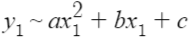 y₁ ~ ax₁² + bx₁ + c